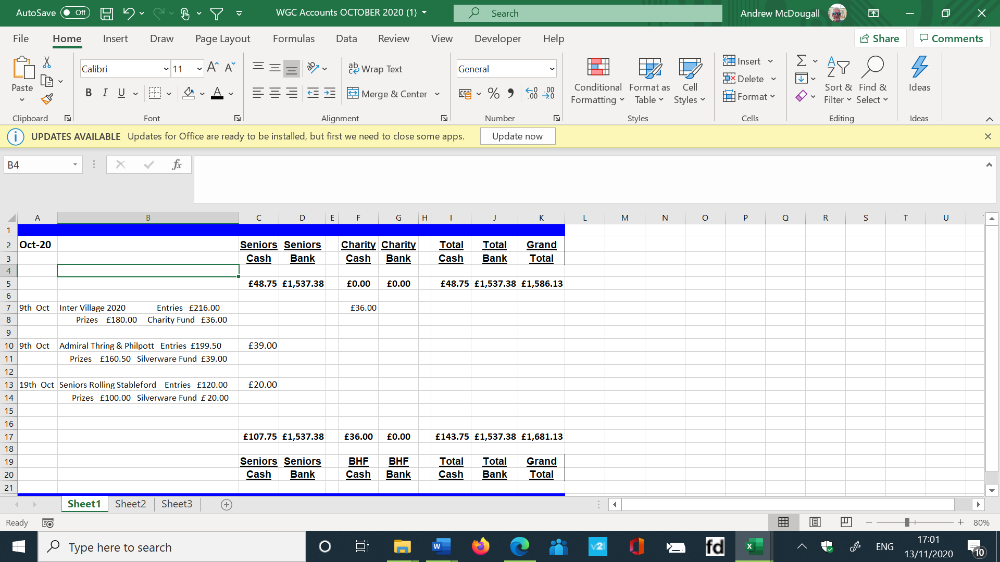 AutoSave Off WGC Accounts OCTOBER 2020 (1) Search Andrew McDougall
File Home Insert Draw Page Layout Formulas Data Review View Developer Help Share Comments
Paste
Calibri 11
B I U
Wrap Text
Merge & Center
General
Conditional Formatting
Format as Table
Cell Styles
Insert
Delete
Format
Sort & Filter
Find & Select
Ideas
Clipboard Font Alignment Number Styles Cells Editing Ideas
UPDATES AVAILABLE Updates for Office are ready to be installed, but first we need to close some apps. Update now
B4 fx
A B C D E F G H I J K L M N O P Q R S T U
1
2 Oct-20 Seniors Seniors Charity Charity Total Total Grand
3 Cash Bank Cash Bank Cash Bank Total
4
5 £48.75 £1,537.38 £0.00 £0.00 £48.75 £1,537.38 £1,586.13
6
7 9th Oct Inter Village 2020 Entries £216.00 £36.00
8 Prizes £180.00 Charity Fund £36.00
9
10 9th Oct Admiral Thring & Philpott Entries £199.50 £39.00
11 Prizes £160.50 Silverware Fund £39.00
12
13 19th Oct Seniors Rolling Stableford Entries £120.00 £20.00
14 Prizes £100.00 Silverware Fund £ 20.00
15
16
17 £107.75 £1,537.38 £36.00 £0.00 £143.75 £1,537.38 £1,681.13
18
19 Seniors Seniors BHF BHF Total Total Grand
20 Cash Bank Cash Bank Cash Bank Total
21
Sheet1 Sheet2 Sheet3
Ready 80%
Type here to search W v2i fd X ENG 17:01
13/11/2020 10